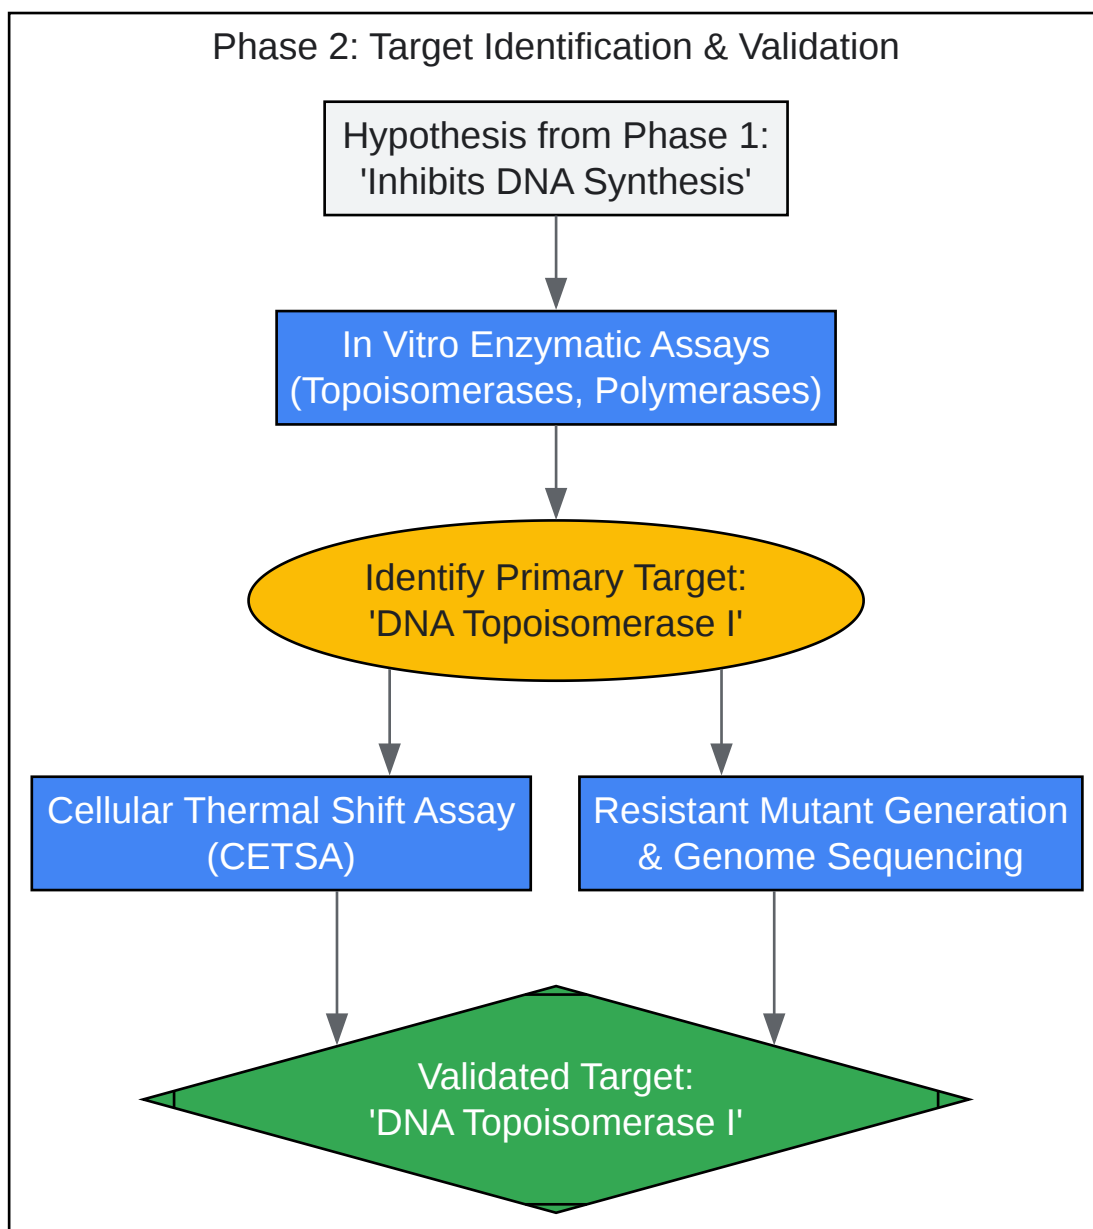 Phase 2: Target Identification & Validation
Hypothesis from Phase 1:
'Inhibits DNA Synthesis'
In Vitro Enzymatic Assays
(Topoisomerases, Polymerases)
Identify Primary Target:
'DNA Topoisomerase I'
Cellular Thermal Shift Assay
(CETSA)
Resistant Mutant Generation
& Genome Sequencing
Validated Target:
'DNA Topoisomerase I'